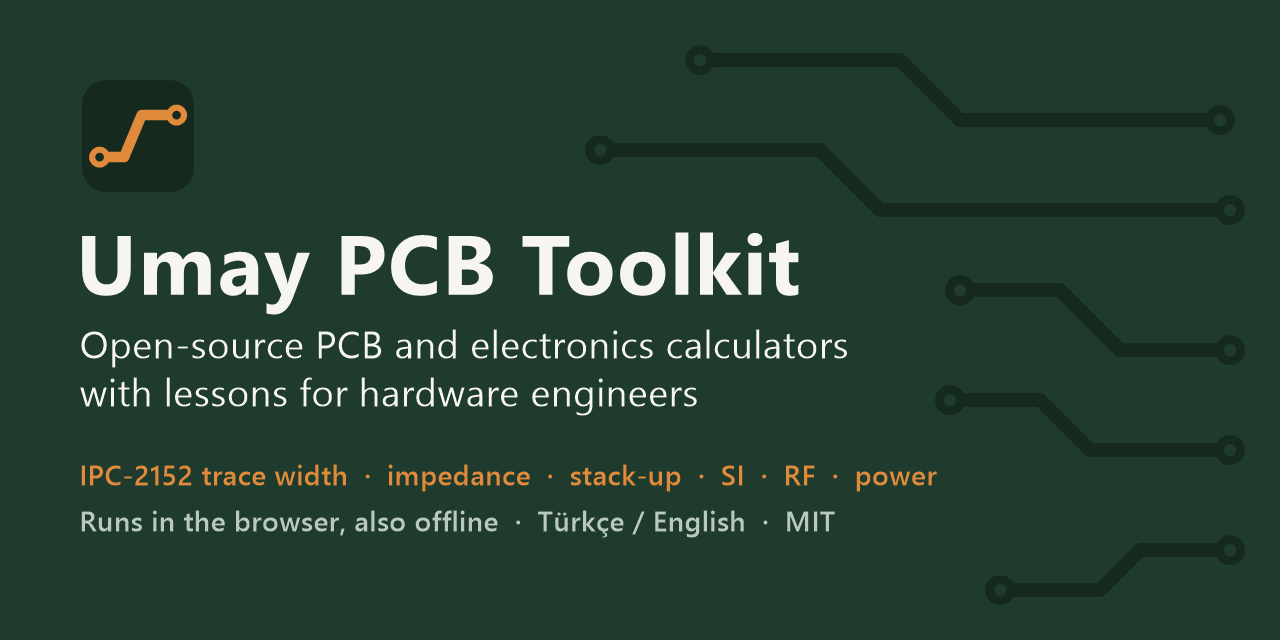 Umay PCB Toolkit
Open-source PCB and electronics calculators
with lessons for hardware engineers
IPC-2152 trace width · impedance · stack-up · SI · RF · power
Runs in the browser, also offline · Türkçe / English · MIT